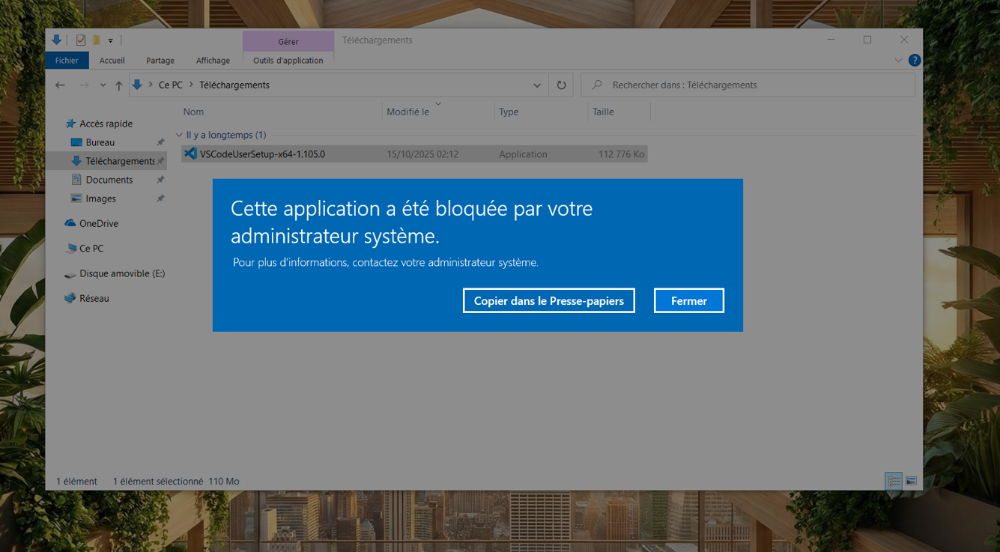 Gérer
Téléchargements
Fichier
Accueil
Partage
Affichage
Outils d'application
?
Ce PC
Téléchargements
Rechercher dans : Téléchargements
Nom
Modifié le
Type
Taille
Accès rapide
Bureau
Téléchargements
Documents
Images
OneDrive
Ce PC
Disque amovible (E:)
Réseau
Il y a longtemps (1)
VSCodeUserSetup-x64-1.105.0
15/10/2025 02:12
Application
112 776 Ko
Cette application a été bloquée par votre
administrateur système.
Pour plus d’informations, contactez votre administrateur système.
Copier dans le Presse-papiers
Fermer
1 élément
1 élément sélectionné 110 Mo